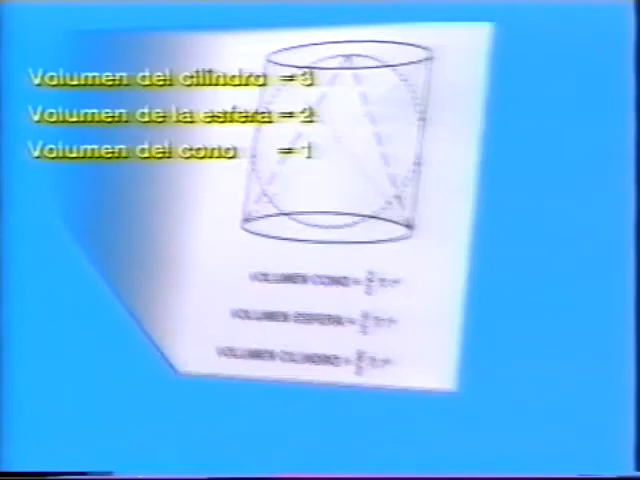 Volumen del cilindro = 3
Volumen de la esfera = 2
Volumen del cono = 1
VOLUMEN CONO =
VOLUMEN ESFERA =
VOLUMEN CILINDRO =